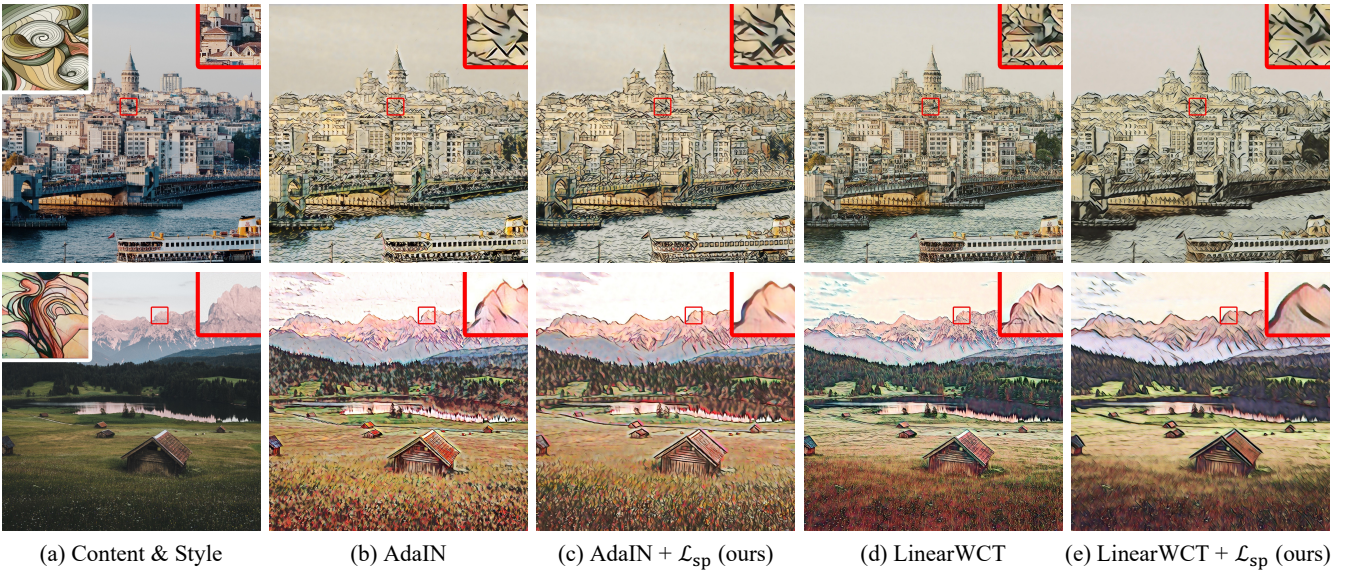 (a) Content & Style
(b) AdaIN
(c) AdaIN + ℒsp (ours)
(d) LinearWCT
(e) LinearWCT + ℒsp (ours)